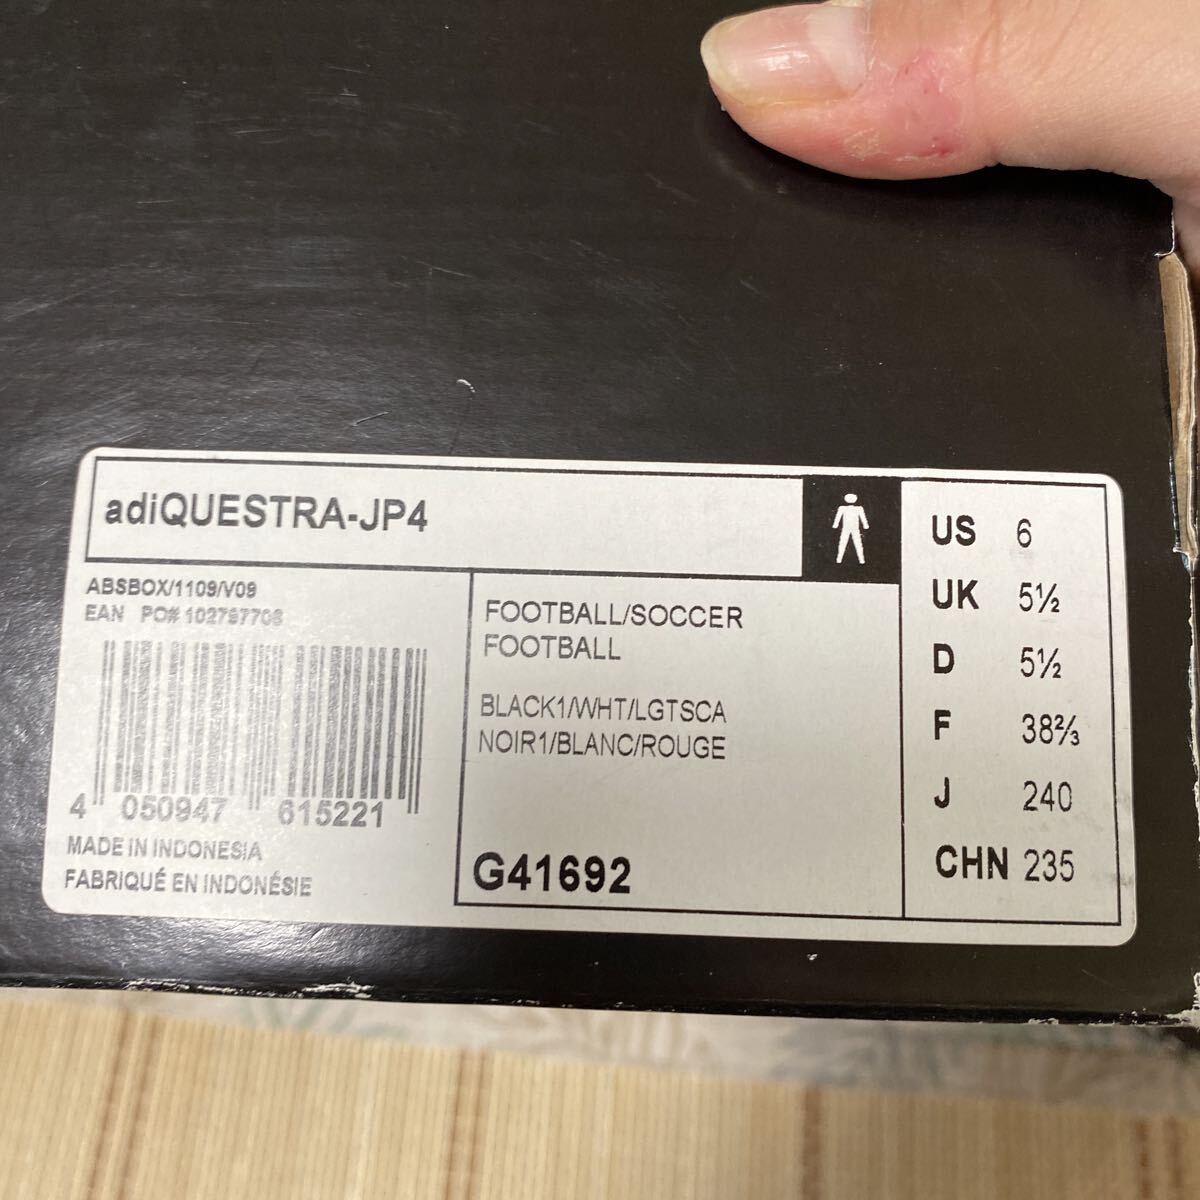 adiQUESTRA-JP4
ABSBOX/1109/V09
EAN PO# 102787708
4 050947 615221
MADE IN INDONESIA
FABRIQUÉ EN INDONÉSIE
FOOTBALL/SOCCER
FOOTBALL
BLACK1/WHT/LGTSCA
NOIR1/BLANC/ROUGE
G41692
US 6
UK 5½
D 5½
F 38⅔
J 240
CHN 235